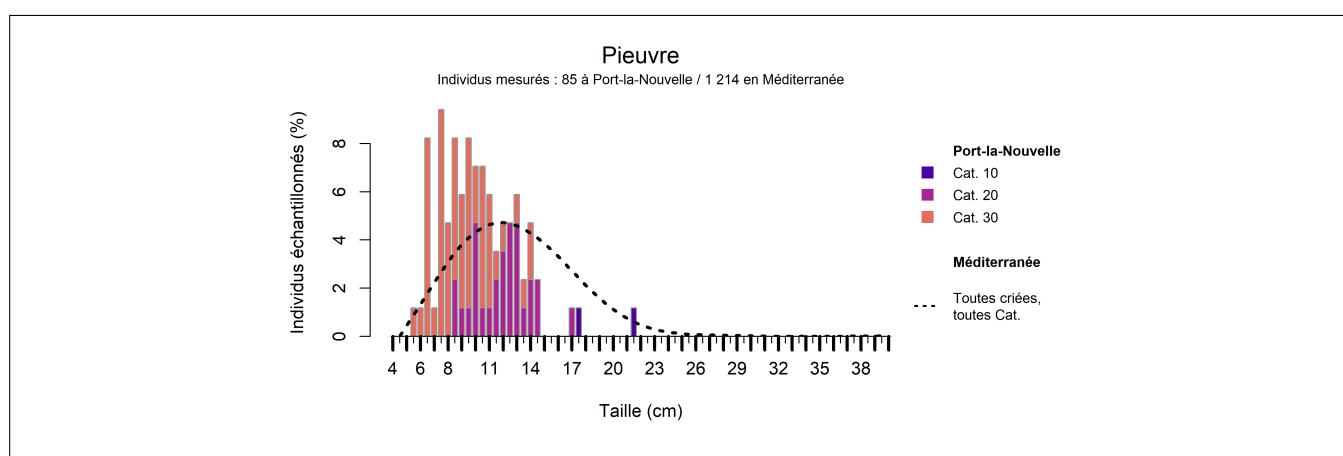 Pieuvre
Individus mesurés : 85 à Port-la-Nouvelle / 1 214 en Méditerranée
Individus échantillonnés (%)
8
6
4
2
0
4 6 8 11 14 17 20 23 26 29 32 35 38
Taille (cm)
Port-la-Nouvelle
Cat. 10
Cat. 20
Cat. 30
Méditerranée
Toutes criées,
toutes Cat.